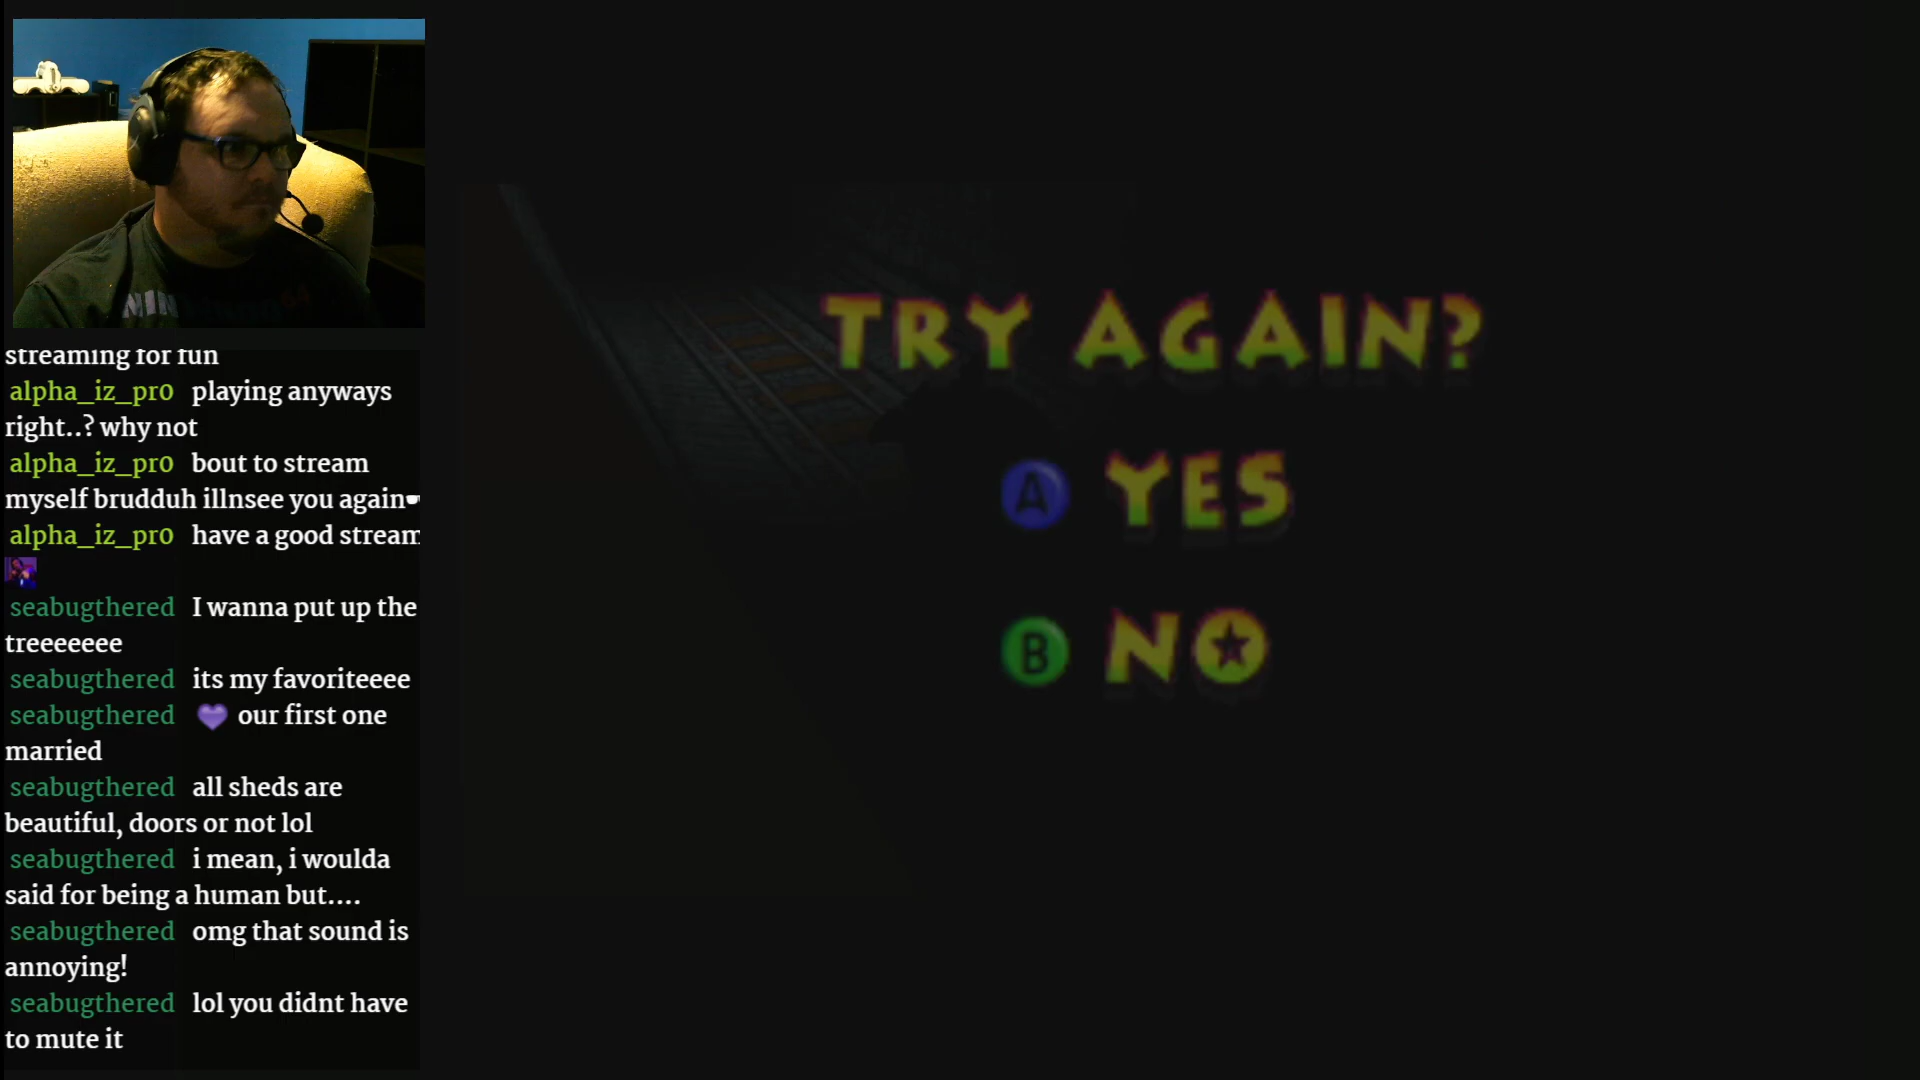 streaming for fun
alpha_iz_pr0 playing anyways
right..? why not
alpha_iz_pr0 bout to stream
myself brudduh illnsee you again
alpha_iz_pr0 have a good stream
seabugthered I wanna put up the
treeeeeee
seabugthered its my favoriteeee
seabugthered 💜 our first one
married
seabugthered all sheds are
beautiful, doors or not lol
seabugthered i mean, i woulda
said for being a human but....
seabugthered omg that sound is
annoying!
seabugthered lol you didnt have
to mute it
TRY AGAIN?
A YES
B NO